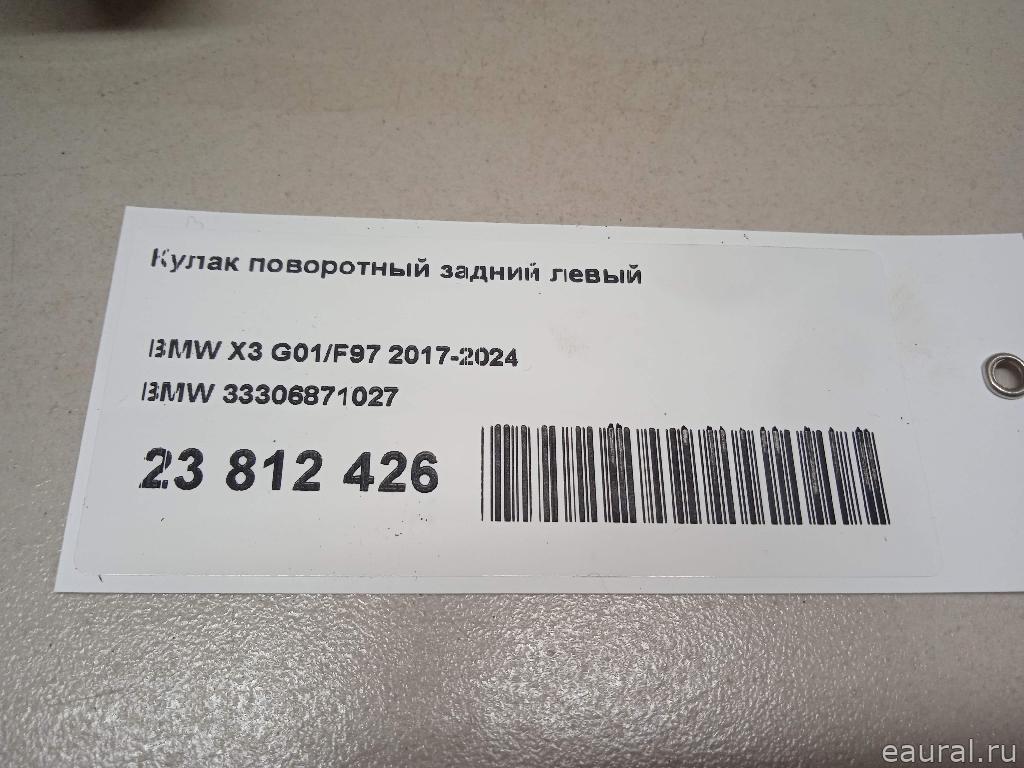 Кулак поворотный задний левый
BMW X3 G01/F97 2017-2024
BMW 33306871027
23 812 426
eaural.ru